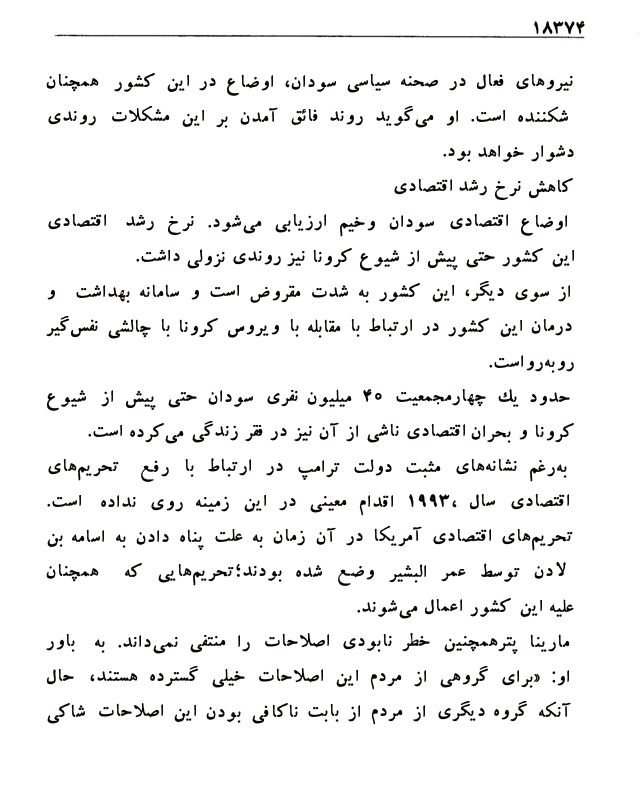 ۱۸۳۷۴
نیروهای فعال در صحنه سیاسی سودان، اوضاع در این کشور همچنان
شکننده است. او می‌گوید روند فائق آمدن بر این مشکلات روندی
دشوار خواهد بود.
کاهش نرخ رشد اقتصادی
اوضاع اقتصادی سودان وخیم ارزیابی می‌شود. نرخ رشد اقتصادی
این کشور حتی پیش از شیوع کرونا نیز روندی نزولی داشت.
از سوی دیگر، این کشور به شدت مقروض است و سامانه بهداشت و
درمان این کشور در ارتباط با مقابله با ویروس کرونا با چالشی نفس‌گیر
روبه‌رواست.
حدود یك چهارمجمعیت ۴۰ میلیون نفری سودان حتی پیش از شیوع
کرونا و بحران اقتصادی ناشی از آن نیز در فقر زندگی می‌کرده است.
به‌رغم نشانه‌های مثبت دولت ترامپ در ارتباط با رفع تحریم‌های
اقتصادی سال ،۱۹۹۳ اقدام معینی در این زمینه روی نداده است.
تحریم‌های اقتصادی آمریکا در آن زمان به علت پناه دادن به اسامه بن
لادن توسط عمر البشیر وضع شده بودند؛تحریم‌هایی که همچنان
علیه این کشور اعمال می‌شوند.
مارینا پترهمچنین خطر نابودی اصلاحات را منتفی نمی‌داند. به باور
او: «برای گروهی از مردم این اصلاحات خیلی گسترده هستند، حال
آنکه گروه دیگری از مردم از بابت ناکافی بودن این اصلاحات شاکی